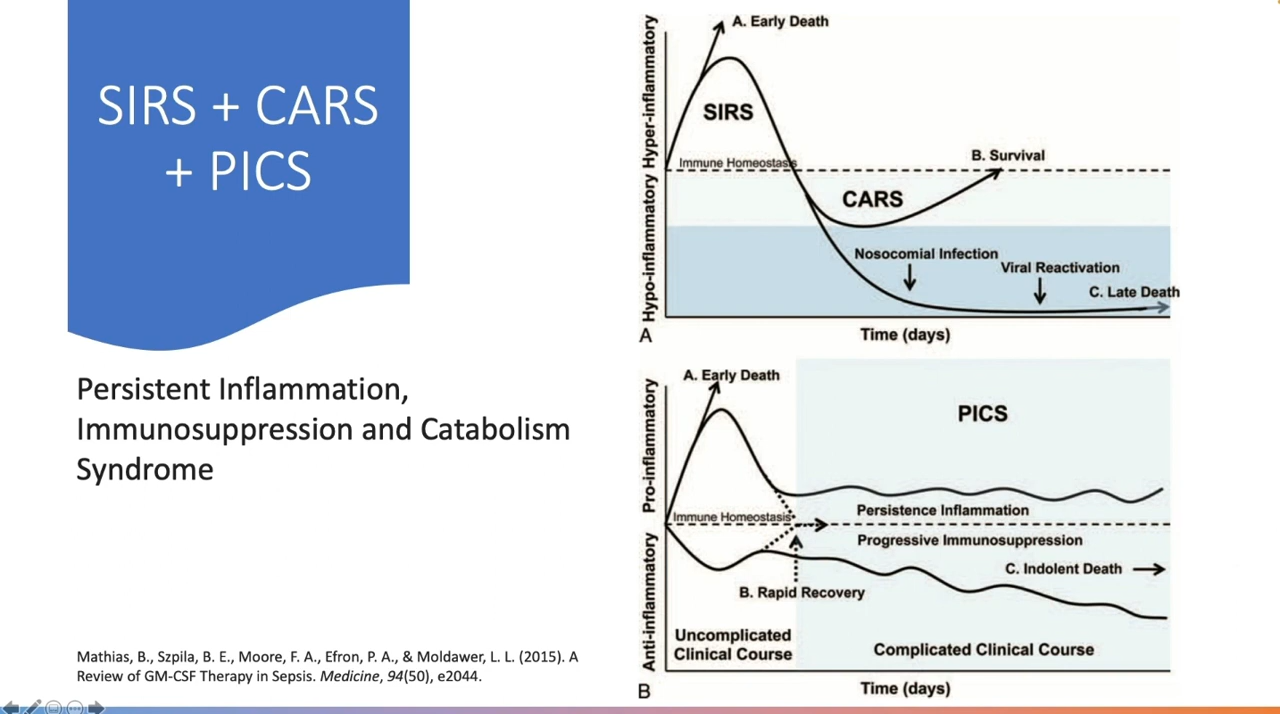 SIRS + CARS
+ PICS
Persistent Inflammation,
Immunosuppression and Catabolism
Syndrome
Mathias, B., Szpila, B. E., Moore, F. A., Efron, P. A., & Moldawer, L. L. (2015). A
Review of GM-CSF Therapy in Sepsis. Medicine, 94(50), e2044.
Hypo-inflammatory Hyper-inflammatory
A. Early Death
SIRS
Immune Homeostasis
B. Survival
CARS
Nosocomial Infection
Viral Reactivation
C. Late Death
A
Time (days)
Anti-inflammatory
Pro-inflammatory
A. Early Death
PICS
Immune Homeostasis
Persistence Inflammation
Progressive Immunosuppression
C. Indolent Death
B. Rapid Recovery
Uncomplicated
Clinical Course
Complicated Clinical Course
B
Time (days)